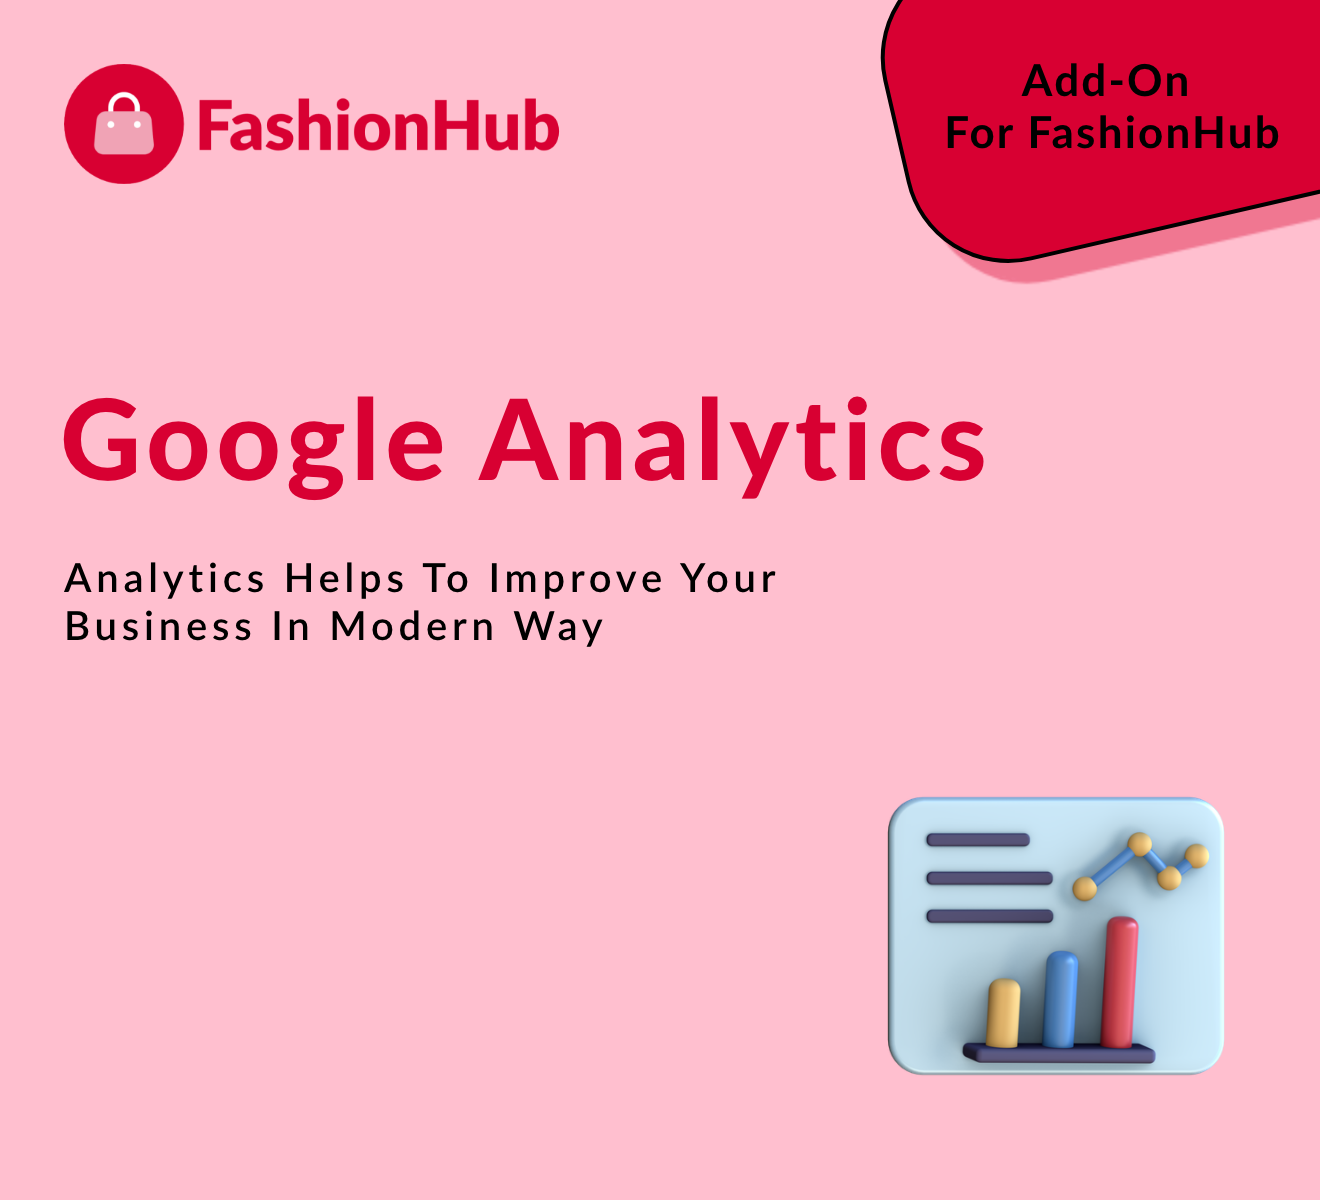 FashionHub
Add-On
For FashionHub
Google Analytics
Analytics Helps To Improve Your
Business In Modern Way